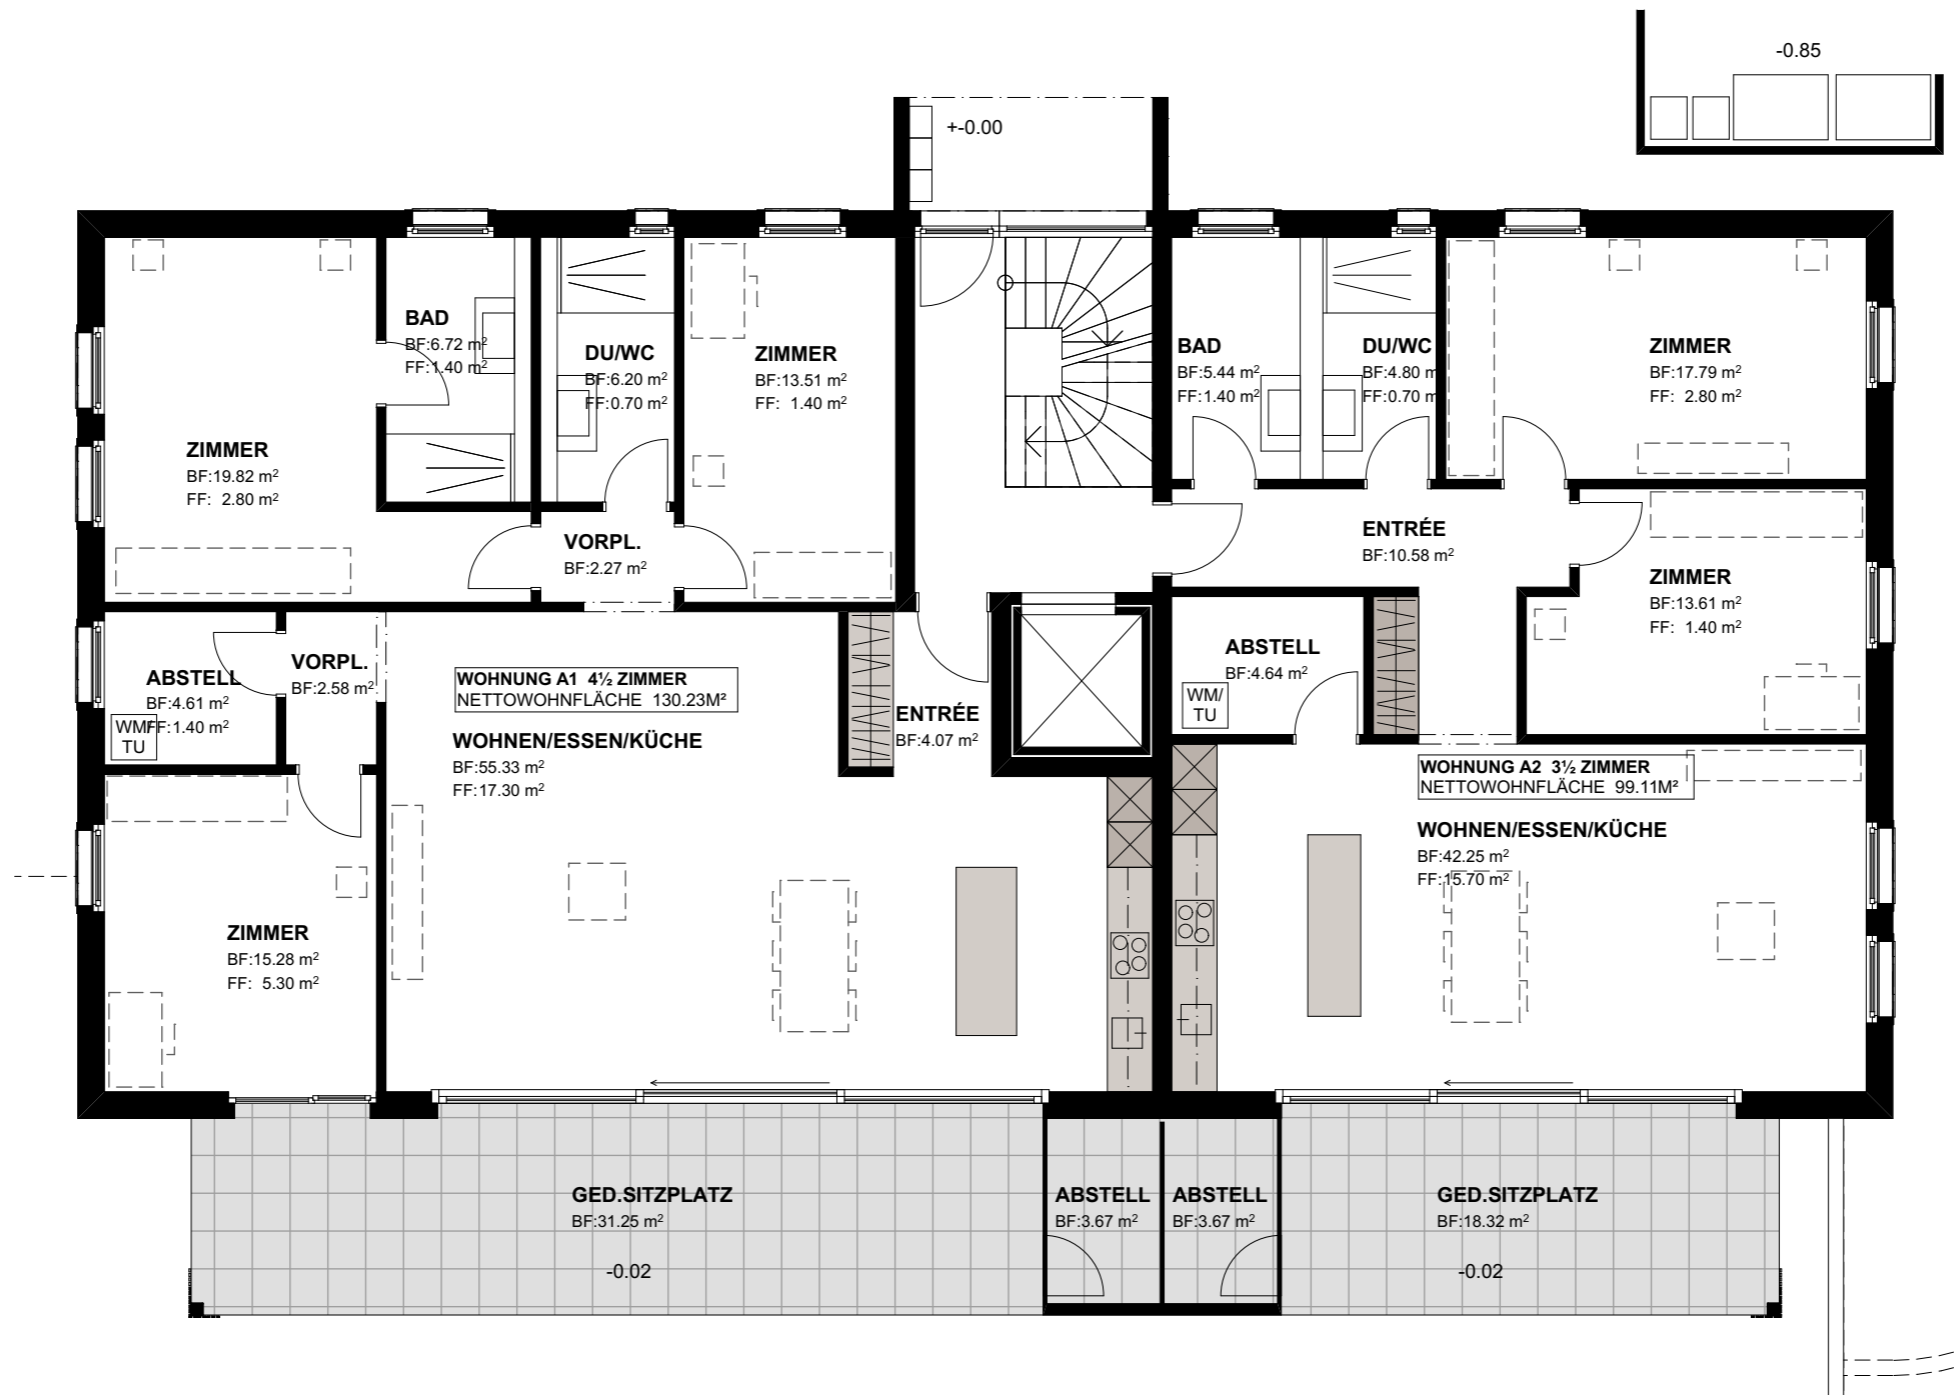 -0.85
+-0.00
BAD
BF:6.72 m²
FF:1.40 m²
DU/WC
BF:6.20 m²
FF:0.70 m²
ZIMMER
BF:13.51 m²
FF: 1.40 m²
BAD
BF:5.44 m²
FF:1.40 m²
DU/WC
BF:4.80 m
FF:0.70 m
ZIMMER
BF:17.79 m²
FF: 2.80 m²
ZIMMER
BF:19.82 m²
FF: 2.80 m²
VORPL.
BF:2.27 m²
ENTRÉE
BF:10.58 m²
ZIMMER
BF:13.61 m²
FF: 1.40 m²
ABSTELL
BF:4.61 m²
FF:1.40 m²
WM/
TU
VORPL.
BF:2.58 m²
WOHNUNG A1 4½ ZIMMER
NETTOWOHNFLÄCHE 130.23M²
WOHNEN/ESSEN/KÜCHE
BF:55.33 m²
FF:17.30 m²
ENTRÉE
BF:4.07 m²
ABSTELL
BF:4.64 m²
WM/
TU
WOHNUNG A2 3½ ZIMMER
NETTOWOHNFLÄCHE 99.11M²
WOHNEN/ESSEN/KÜCHE
BF:42.25 m²
FF:15.70 m²
ZIMMER
BF:15.28 m²
FF: 5.30 m²
GED.SITZPLATZ
BF:31.25 m²
-0.02
ABSTELL
BF:3.67 m²
ABSTELL
BF:3.67 m²
GED.SITZPLATZ
BF:18.32 m²
-0.02